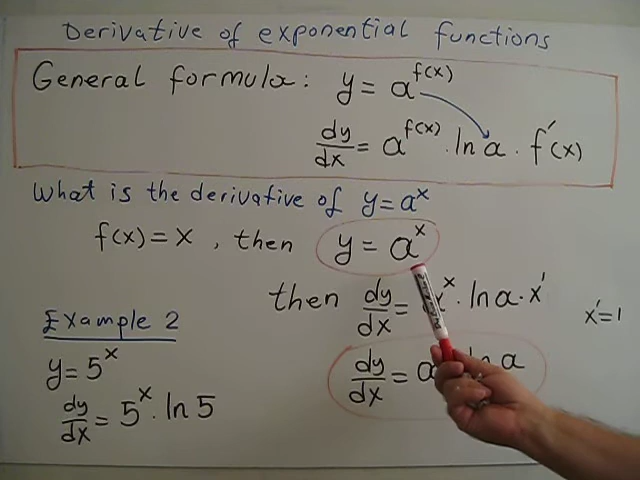 Derivative of exponential functions
General formula: y = a^f(x)
dy/dx = a^f(x) · ln a · f'(x)
What is the derivative of y=a^x
f(x) = x, then y = a^x
then dy/dx = x · ln a · x' x'=1
Example 2
y = 5^x
dy/dx = 5^x · ln 5
dy/dx = a ln a